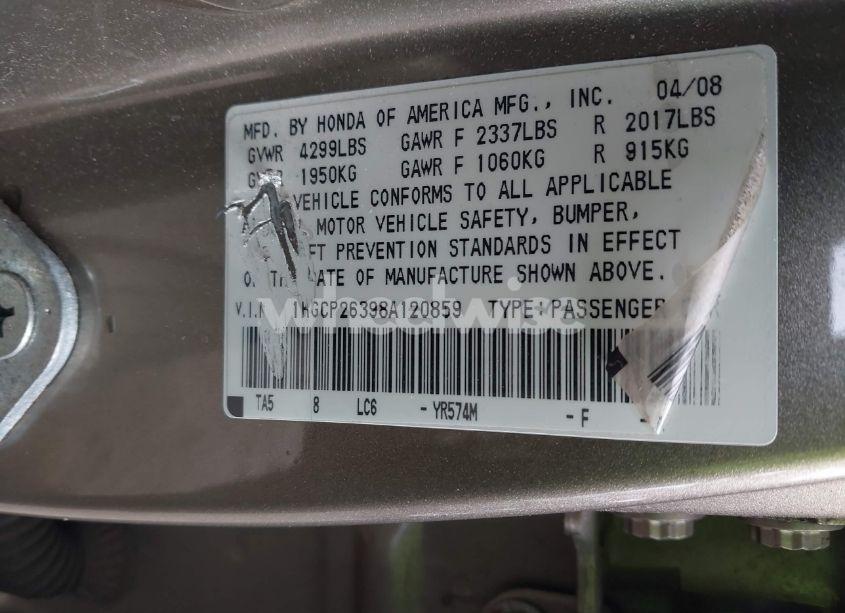 MFD. BY HONDA OF AMERICA MFG., INC. 04/08
GVWR 4299LBS GAWR F 2337LBS R 2017LBS
1950KG GAWR F 1060KG R 915KG
VEHICLE CONFORMS TO ALL APPLICABLE
MOTOR VEHICLE SAFETY, BUMPER,
PREVENTION STANDARDS IN EFFECT
OF MANUFACTURE SHOWN ABOVE.
1HGCP26398A120859 TYPE: PASSENGER
wheelwise
TA5 8 LC6 - YR574M - F -